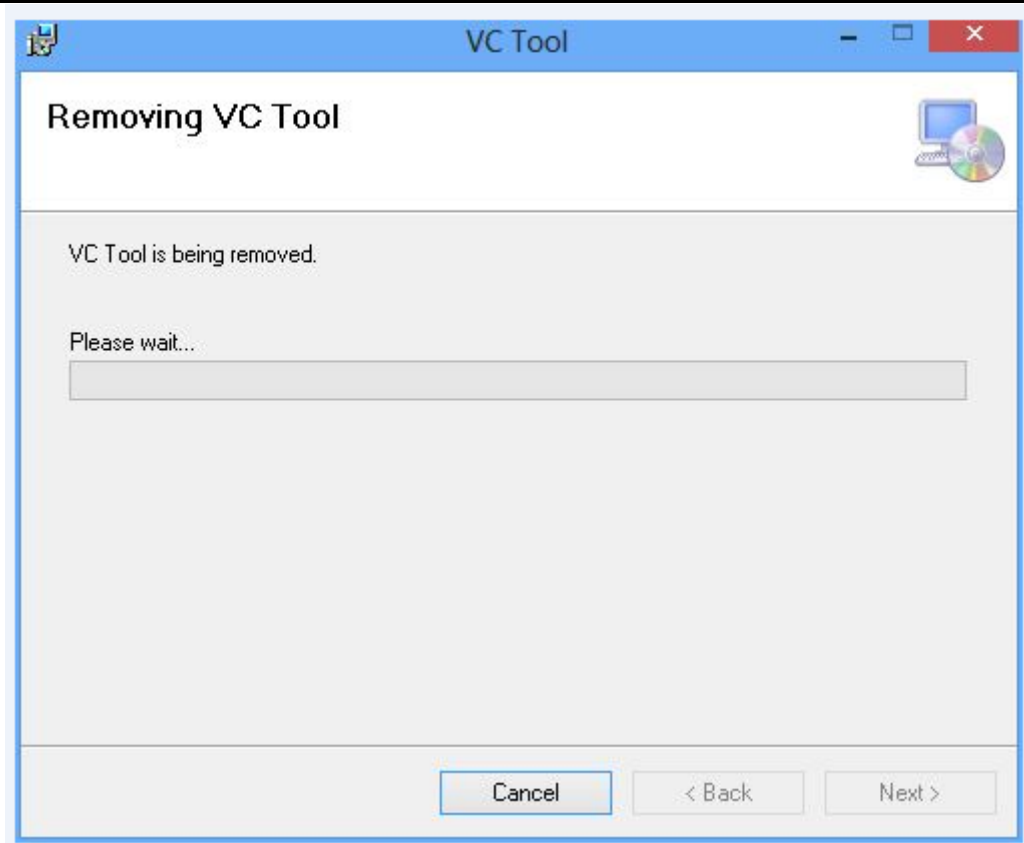 VC Tool
Removing VC Tool
VC Tool is being removed.
Please wait...
Cancel
< Back
Next >